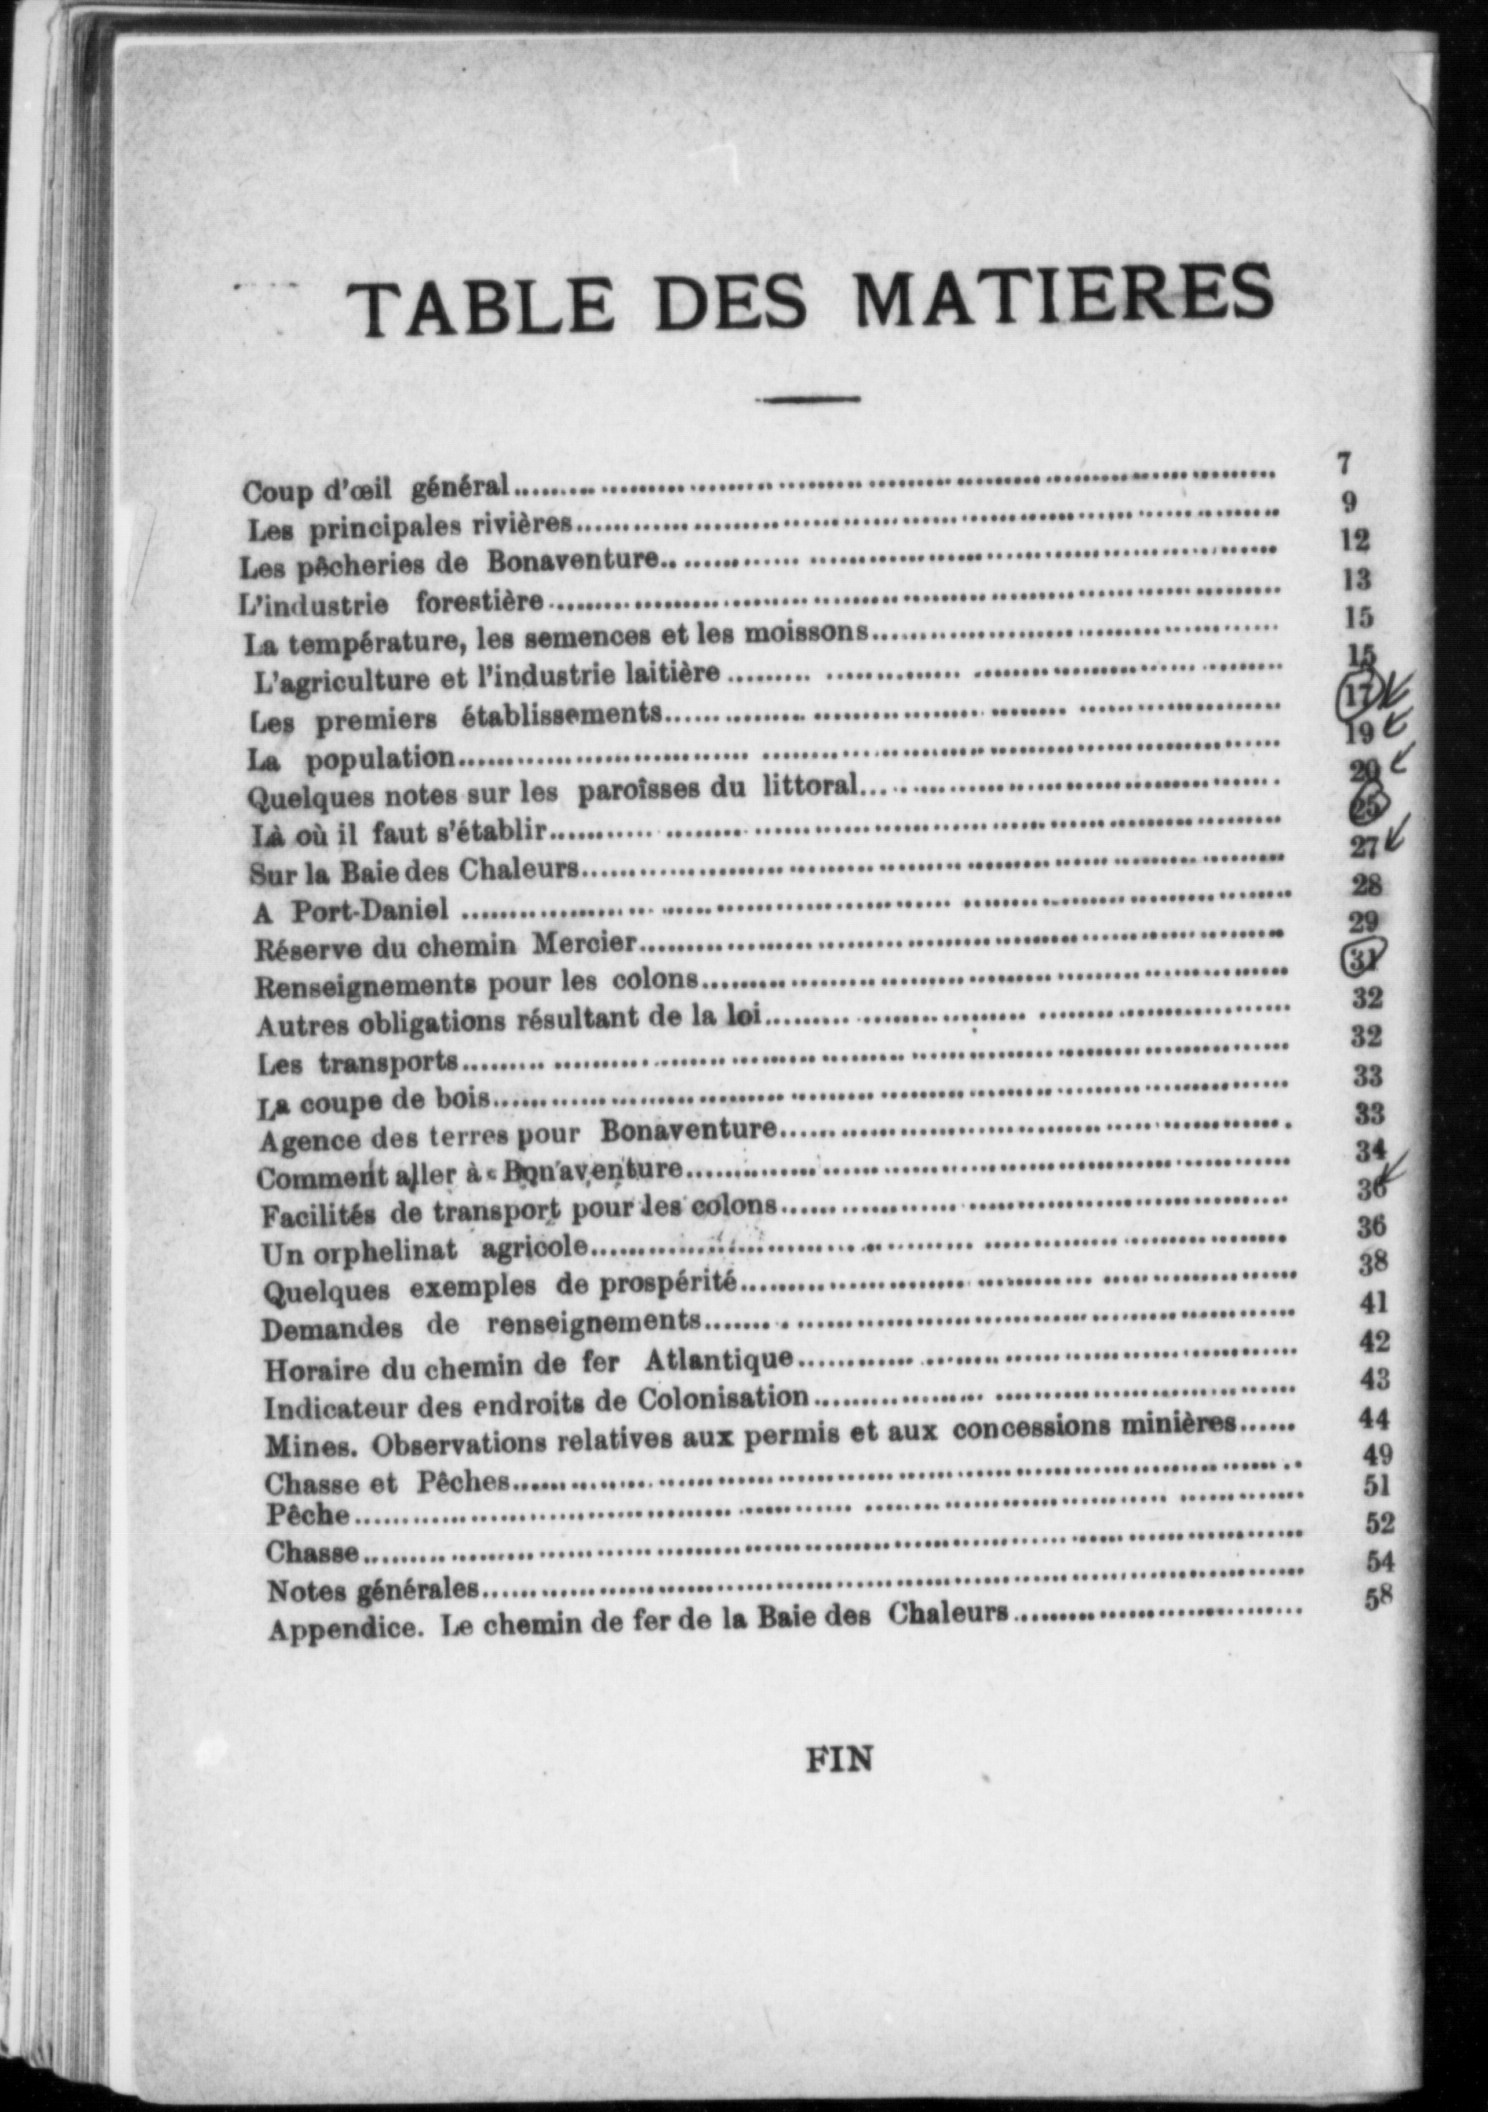 TABLE DES MATIERES
Coup d'œil général 7
Les principales rivières 9
Les pêcheries de Bonaventure 12
L'industrie forestière 13
La température, les semences et les moissons 15
L'agriculture et l'industrie laitière 15
Les premiers établissements 17
La population 19
Quelques notes sur les paroîsses du littoral 20
Là où il faut s'établir 25
Sur la Baie des Chaleurs 27
A Port-Daniel 28
Réserve du chemin Mercier 29
Renseignements pour les colons 31
Autres obligations résultant de la loi 32
Les transports 32
La coupe de bois 33
Agence des terres pour Bonaventure 33
Comment aller à Bonaventure 34
Facilités de transport pour les colons 36
Un orphelinat agricole 36
Quelques exemples de prospérité 38
Demandes de renseignements 41
Horaire du chemin de fer Atlantique 42
Indicateur des endroits de Colonisation 43
Mines. Observations relatives aux permis et aux concessions minières 44
Chasse et Pêches 49
Pêche 51
Chasse 52
Notes générales 54
Appendice. Le chemin de fer de la Baie des Chaleurs 58
FIN